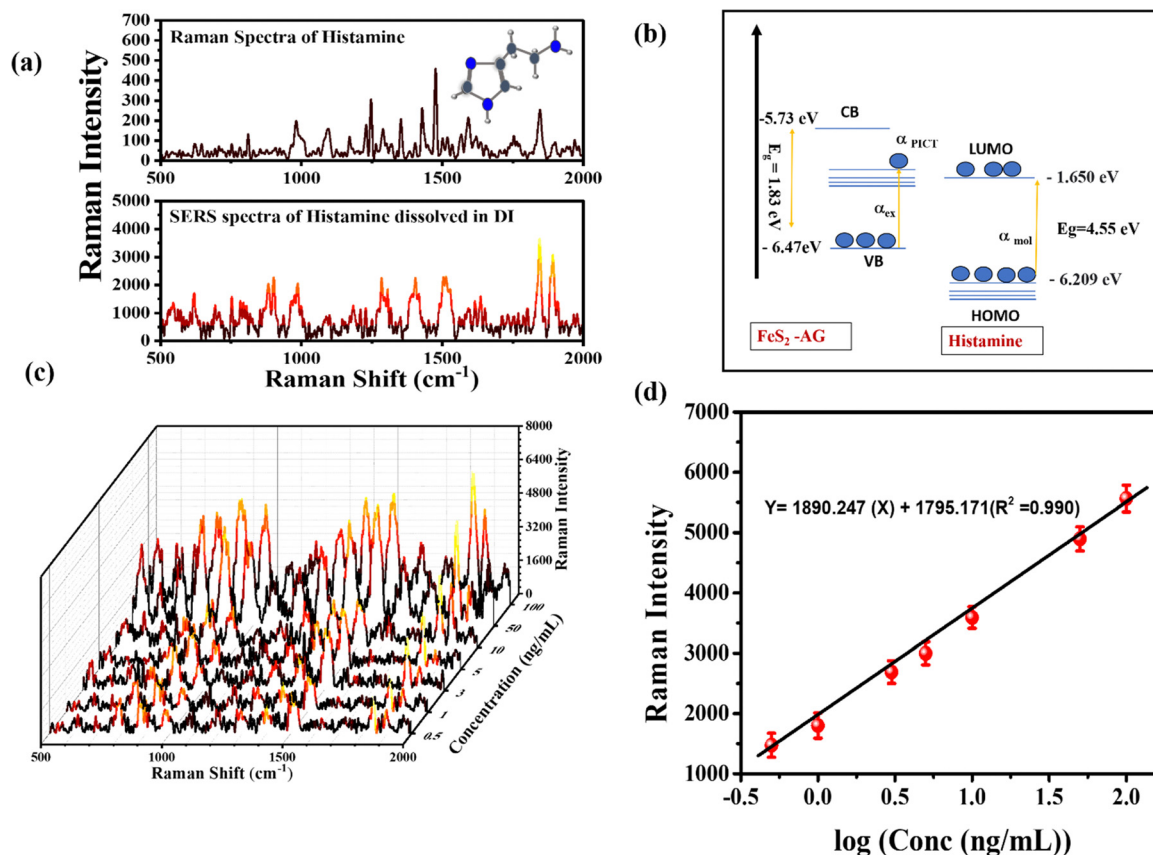 (a)
Raman Intensity
700
600
500
400
300
200
100
0
Raman Spectra of Histamine
500 1000 1500 2000
5000
4000
3000
2000
1000
0
SERS spectra of Histamine dissolved in DI
500 1000 1500 2000
Raman Shift (cm⁻¹)
(b)
-5.73 eV
CB
α PICT
LUMO
- 1.650 eV
E_g = 1.83 eV
α_ex
α mol
Eg=4.55 eV
- 6.47eV
VB
- 6.209 eV
HOMO
FeS₂ -AG
Histamine
(c)
8000
6400
4800
3200
1600
0
Raman Intensity
100
50
10
5
3
1
0.5
Concentration (ng/mL)
500 1000 1500 2000
Raman Shift (cm⁻¹)
(d)
7000
6000
5000
4000
3000
2000
1000
Raman Intensity
Y= 1890.247 (X) + 1795.171(R² =0.990)
-0.5 0.0 0.5 1.0 1.5 2.0
log (Conc (ng/mL))